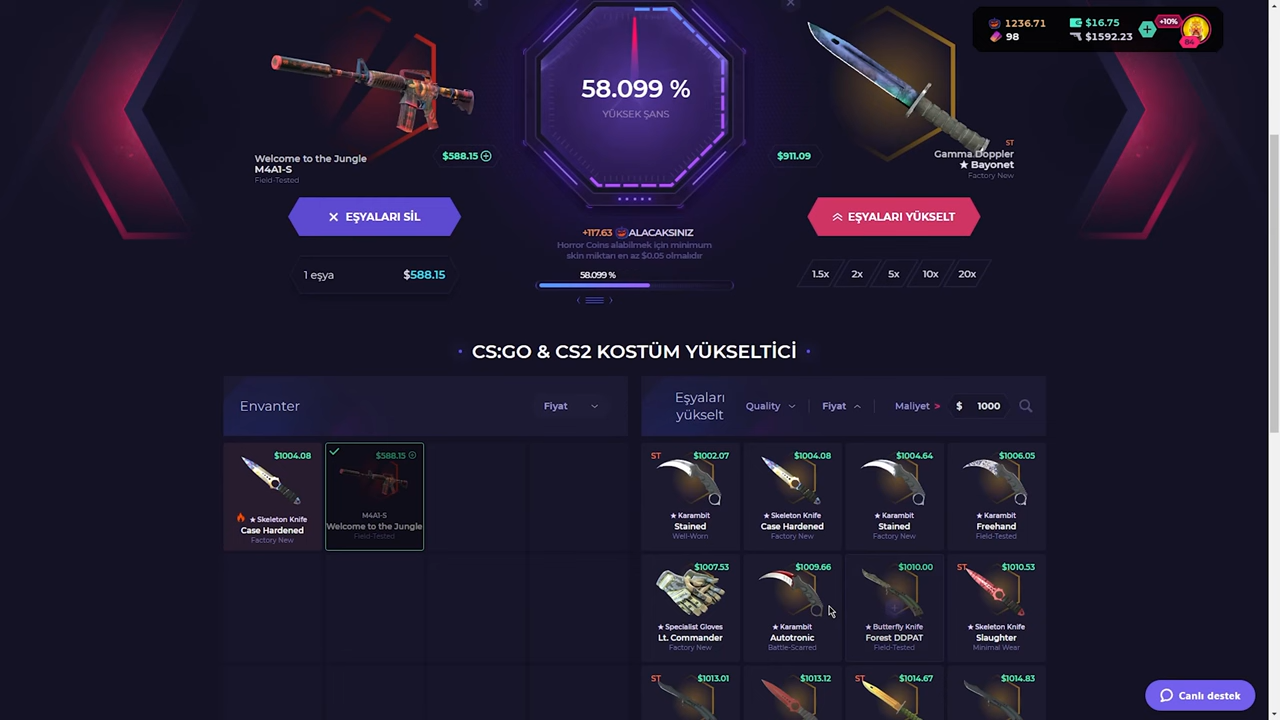 1236.71
$16.75
+10%
98
$1592.23
84
58.099 %
YÜKSEK ŞANS
Welcome to the Jungle
M4A1-S
Field-Tested
$588.15
$911.09
ST
Gamma Doppler
★ Bayonet
Factory New
EŞYALARI SİL
EŞYALARI YÜKSELT
+117.63 ALACAKSINIZ
Horror Coins alabilmek için minimum
skin miktarı en az $0.05 olmalıdır
58.099 %
1 eşya
$588.15
1.5x
2x
5x
10x
20x
CS:GO & CS2 KOSTÜM YÜKSELTİCİ
Envanter
Fiyat
Eşyaları
yükselt
Quality
Fiyat
Maliyet >
$ 1000
$1004.08
★ Skeleton Knife
Case Hardened
Factory New
$588.15
M4A1-S
Welcome to the Jungle
Field-Tested
ST
$1002.07
★ Karambit
Stained
Well-Worn
$1004.08
★ Skeleton Knife
Case Hardened
Factory New
$1004.64
★ Karambit
Stained
Factory New
$1006.05
★ Karambit
Freehand
Field-Tested
$1007.53
★ Specialist Gloves
Lt. Commander
Factory New
$1009.66
★ Karambit
Autotronic
Battle-Scarred
$1010.00
★ Butterfly Knife
Forest DDPAT
Field-Tested
ST
$1010.53
★ Skeleton Knife
Slaughter
Minimal Wear
ST
$1013.01
$1013.12
ST
$1014.67
$1014.83
Canlı destek